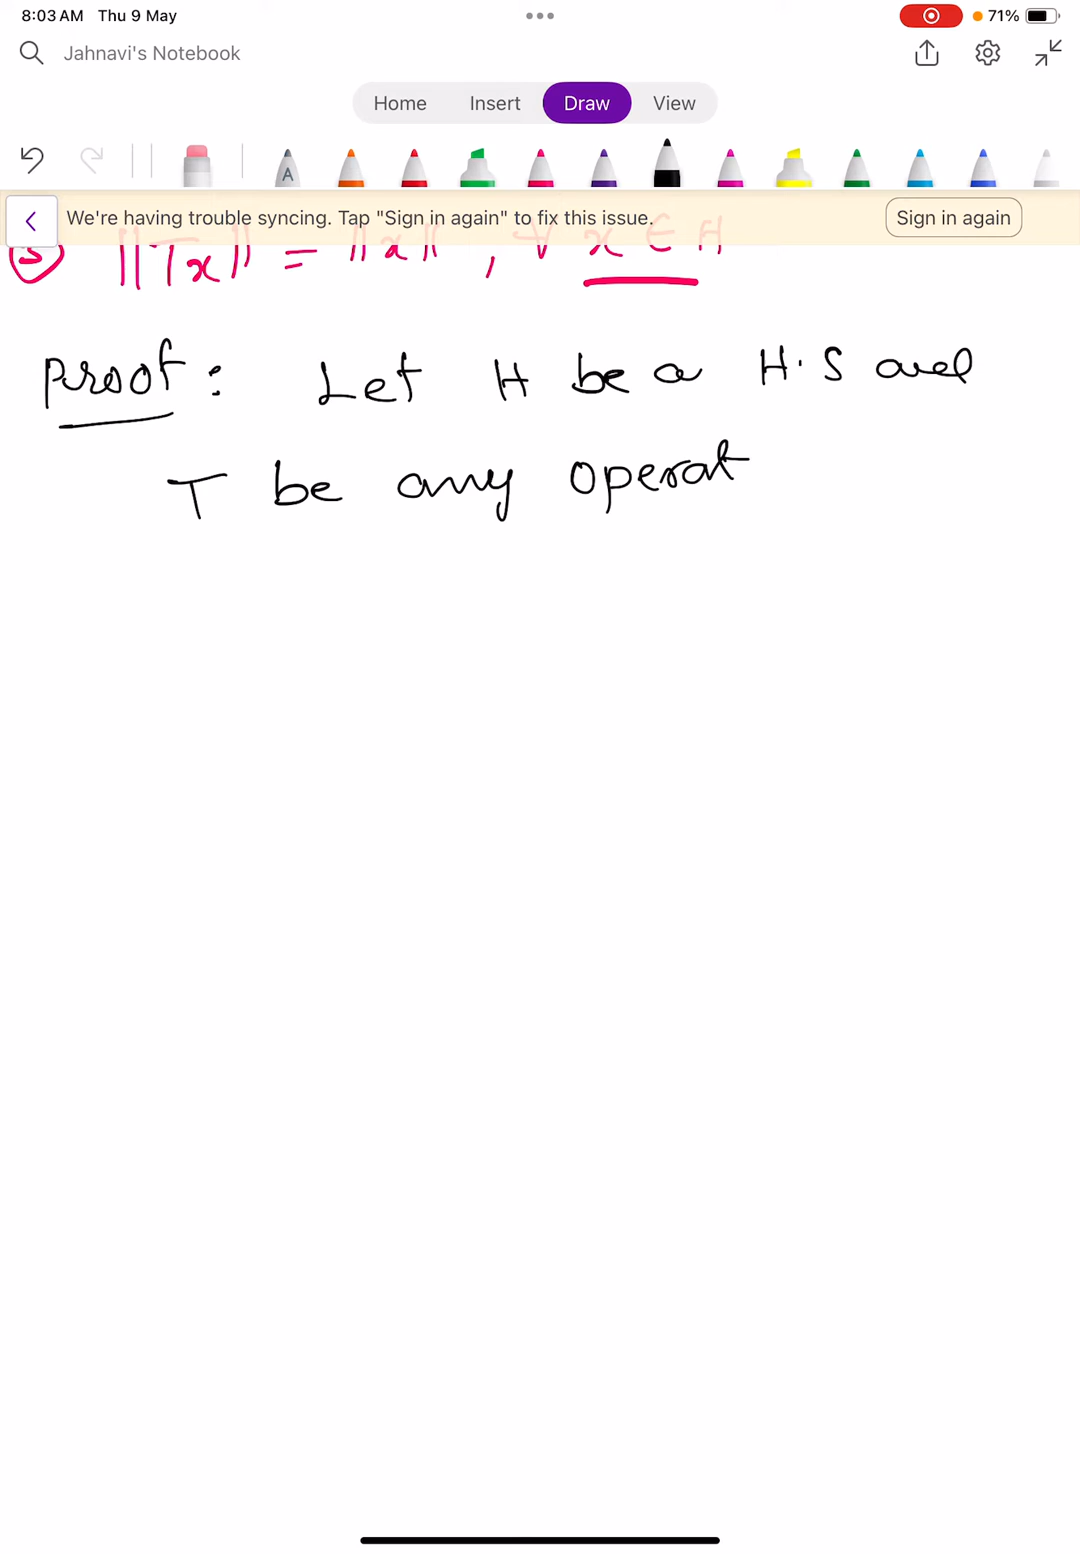 8:03 AM Thu 9 May
71%
Jahnavi's Notebook
Home Insert Draw View
A
We're having trouble syncing. Tap "Sign in again" to fix this issue. Sign in again
③ ||Tx|| = ||x||, ∀ x ∈ H
Proof: Let H be a H.S and
T be any operat